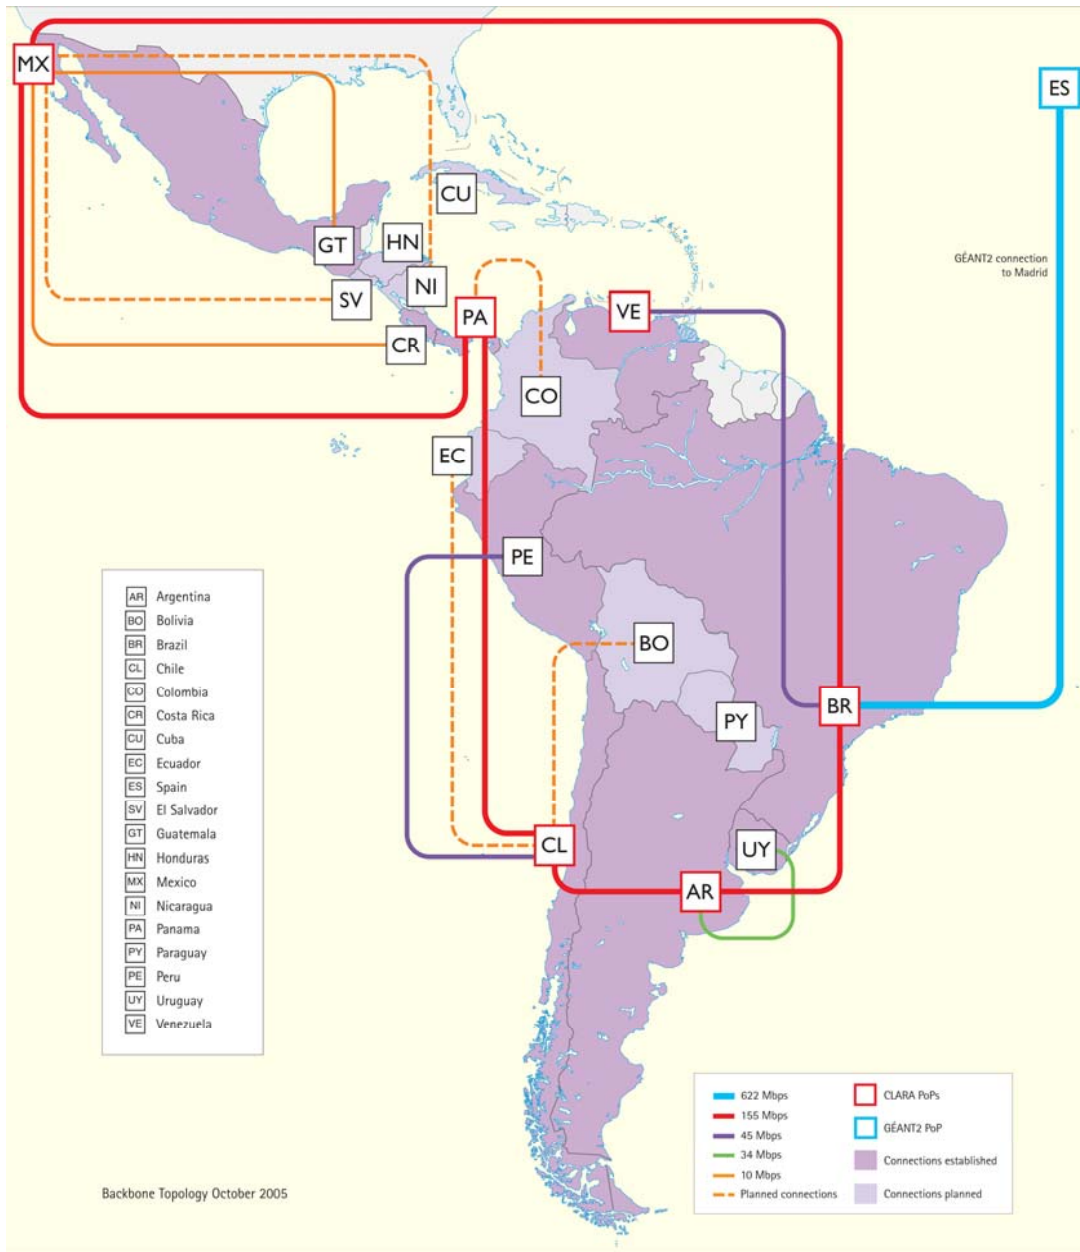 MX
ES
CU
GT
HN
GÉANT2 connection
to Madrid
NI
SV
PA
VE
CR
CO
EC
PE
BO
BR
PY
CL
UY
AR
AR Argentina
BO Bolivia
BR Brazil
CL Chile
CO Colombia
CR Costa Rica
CU Cuba
EC Ecuador
ES Spain
SV El Salvador
GT Guatemala
HN Honduras
MX Mexico
NI Nicaragua
PA Panama
PY Paraguay
PE Peru
UY Uruguay
VE Venezuela
622 Mbps
155 Mbps
45 Mbps
34 Mbps
10 Mbps
Planned connections
CLARA PoPs
GÉANT2 PoP
Connections established
Connections planned
Backbone Topology October 2005